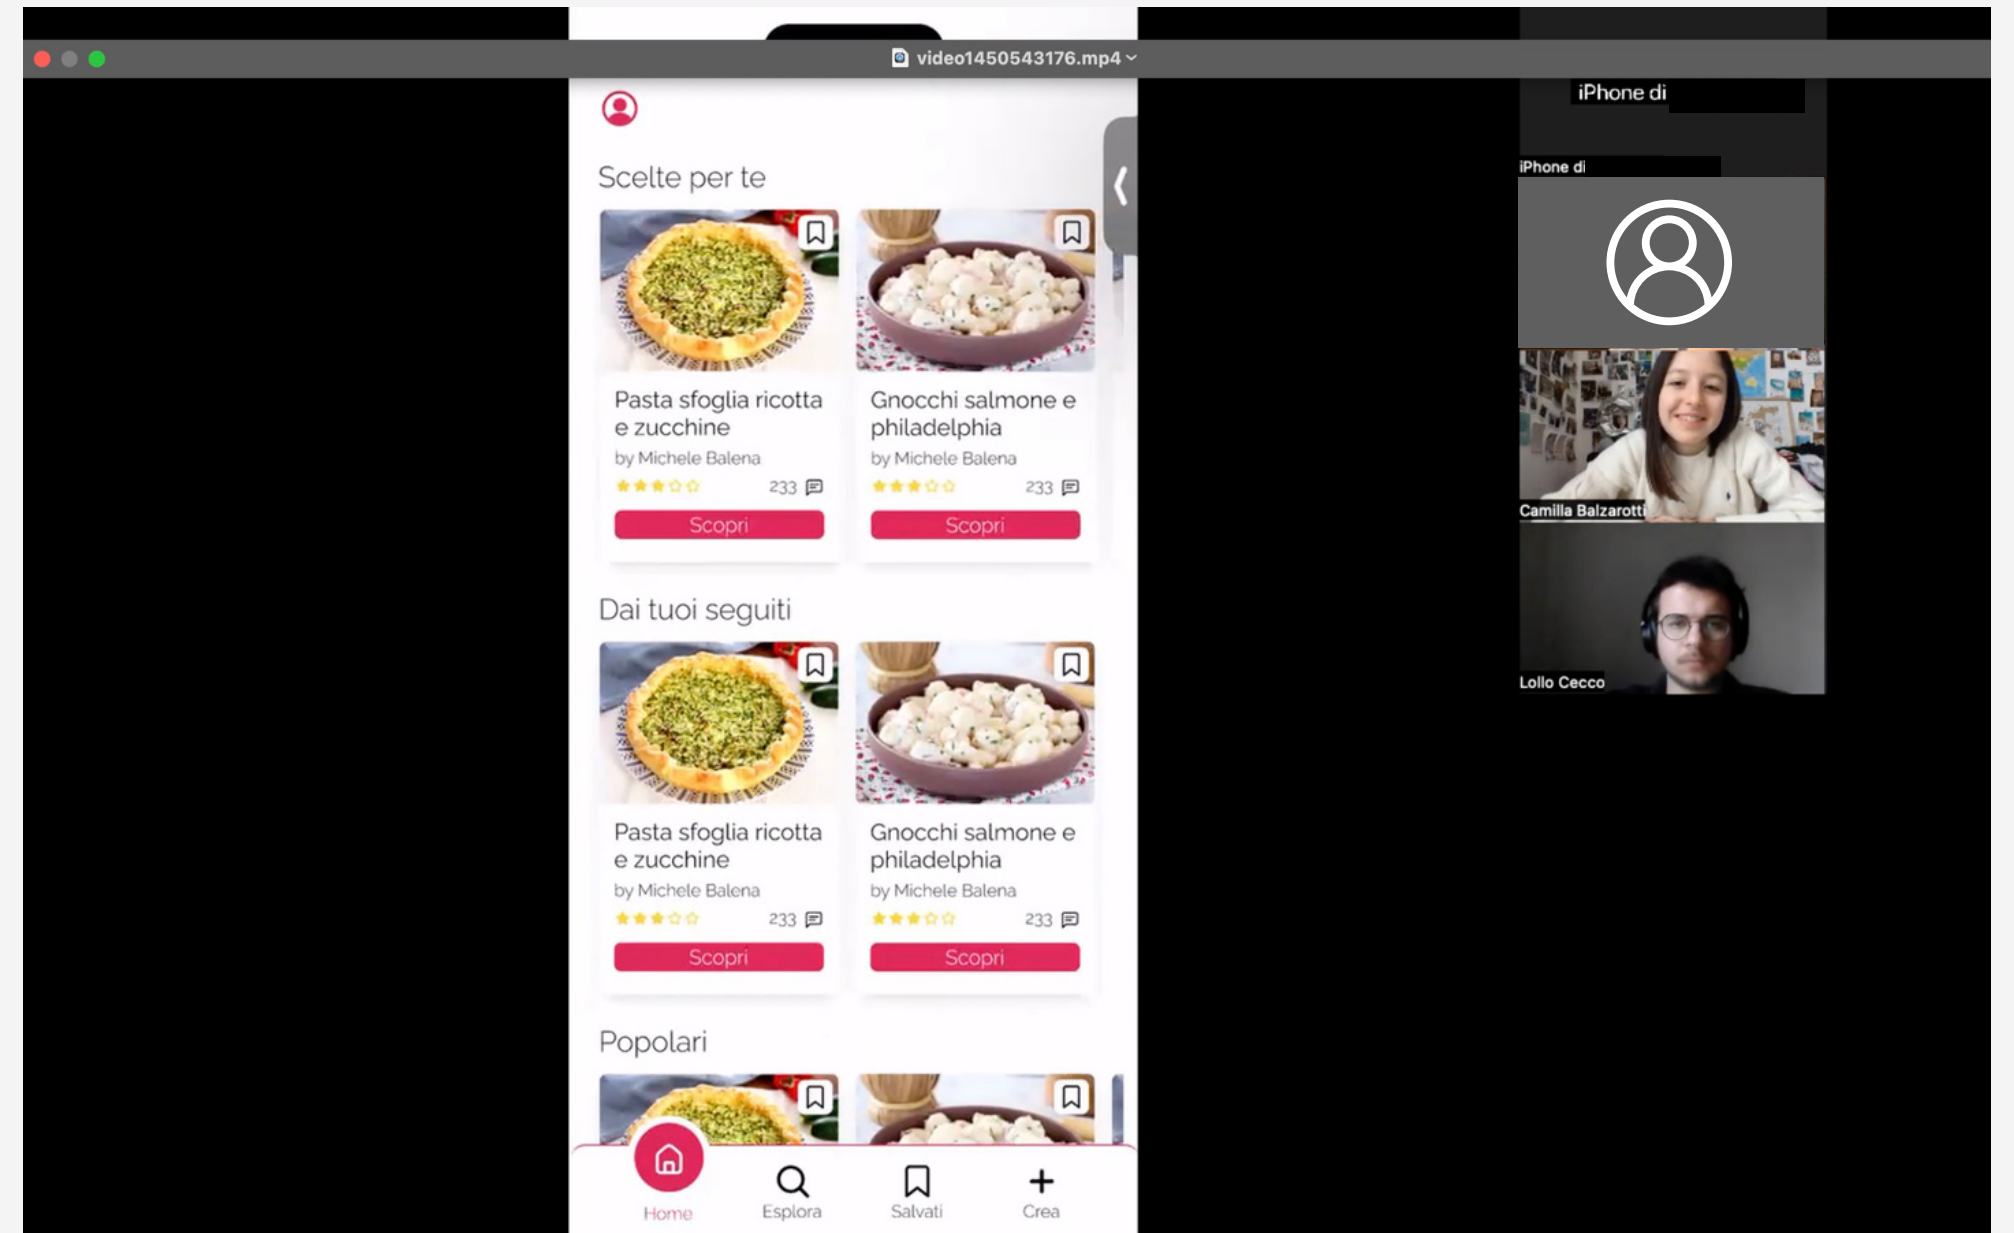 video1450543176.mp4
iPhone di
iPhone di
Camilla Balzarotti
Lollo Cecco
Scelte per te
Pasta sfoglia ricotta
e zucchine
by Michele Balena
233
Scopri
Gnocchi salmone e
philadelphia
by Michele Balena
233
Scopri
Dai tuoi seguiti
Pasta sfoglia ricotta
e zucchine
by Michele Balena
233
Scopri
Gnocchi salmone e
philadelphia
by Michele Balena
233
Scopri
Popolari
Home
Esplora
Salvati
Crea